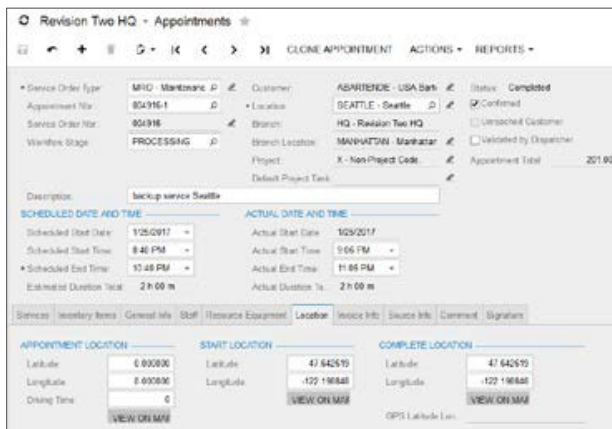 Revision Two HQ - Appointments
CLONE APPOINTMENT ACTIONS REPORTS
Service Order Type: MRO - Maintenanc Customer: ABARTENDE - USA Bart Status: Completed
Appointment Nbr: 004916-1 Location: SEATTLE - Seattle Confirmed
Service Order Nbr: 004916 Branch: HQ - Revision Two HQ Unreached Customer
Workflow Stage: PROCESSING Branch Location: MANHATTAN - Manhattan Validated by Dispatcher
Project: X - Non-Project Code. Appointment Total: 201.00
Default Project Task:
Description: backup service Seattle
SCHEDULED DATE AND TIME ACTUAL DATE AND TIME
Scheduled Start Date: 1/25/2017 Actual Start Date: 1/25/2017
Scheduled Start Time: 8:40 PM Actual Start Time: 9:06 PM
Scheduled End Time: 10:40 PM Actual End Time: 11:06 PM
Estimated Duration Total: 2 h 00 m Actual Duration To 2 h 00 m
Services Inventory Items General Info Staff Resource Equipment Location Invoice Info Source Info Comment Signature
APPOINTMENT LOCATION START LOCATION COMPLETE LOCATION
Latitude: 0.000000 Latitude: 47.642619 Latitude: 47.642619
Longitude: 0.000000 Longitude: -122.196848 Longitude: -122.196848
Driving Time: 0 VIEW ON MAP VIEW ON MAP
VIEW ON MAP GPS Latitude Lon